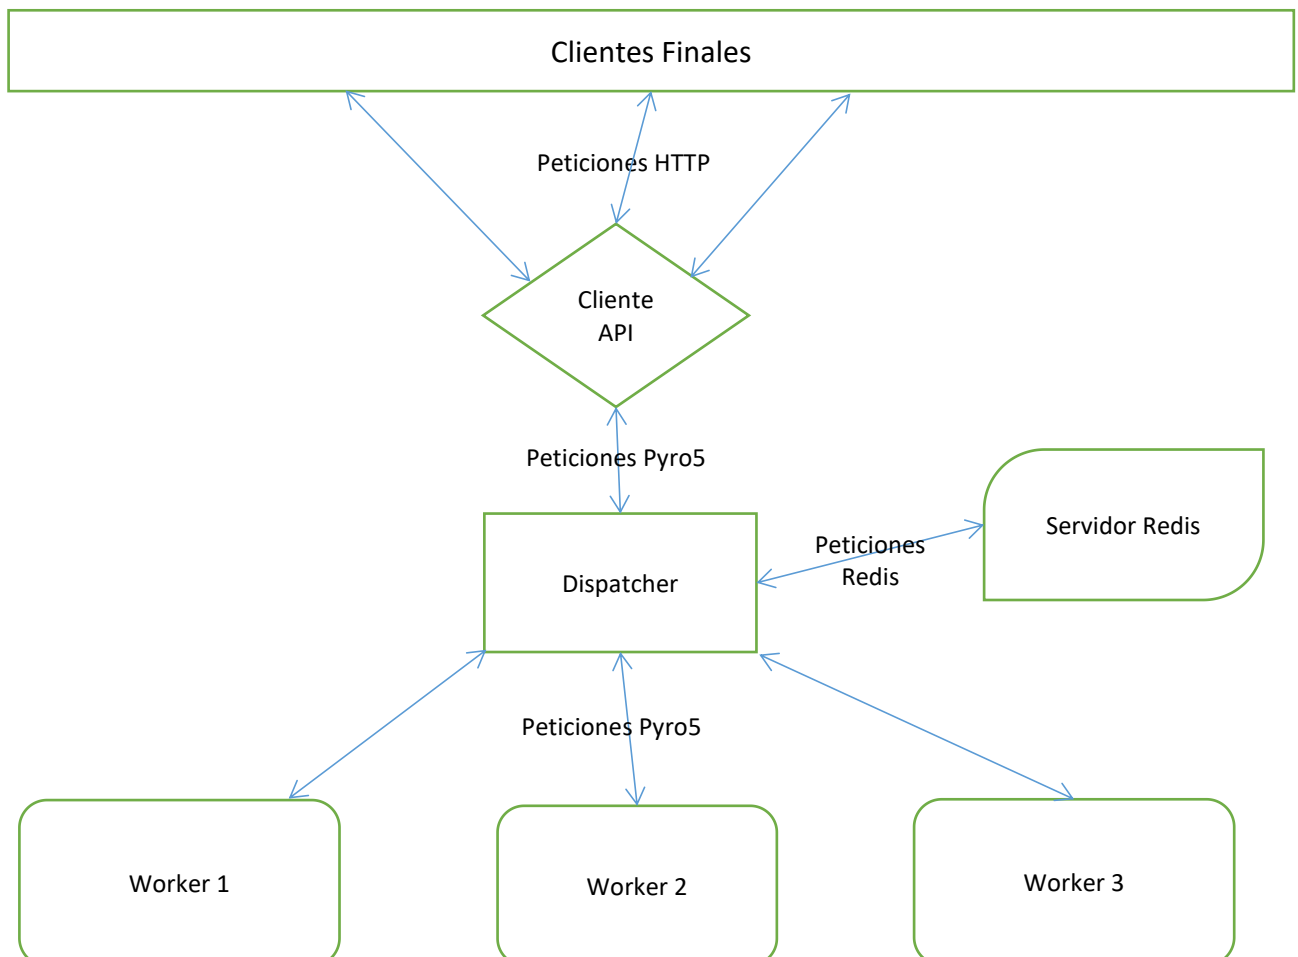 Clientes Finales
Peticiones HTTP
Cliente
API
Peticiones Pyro5
Servidor Redis
Peticiones
Redis
Dispatcher
Peticiones Pyro5
Worker 1
Worker 2
Worker 3